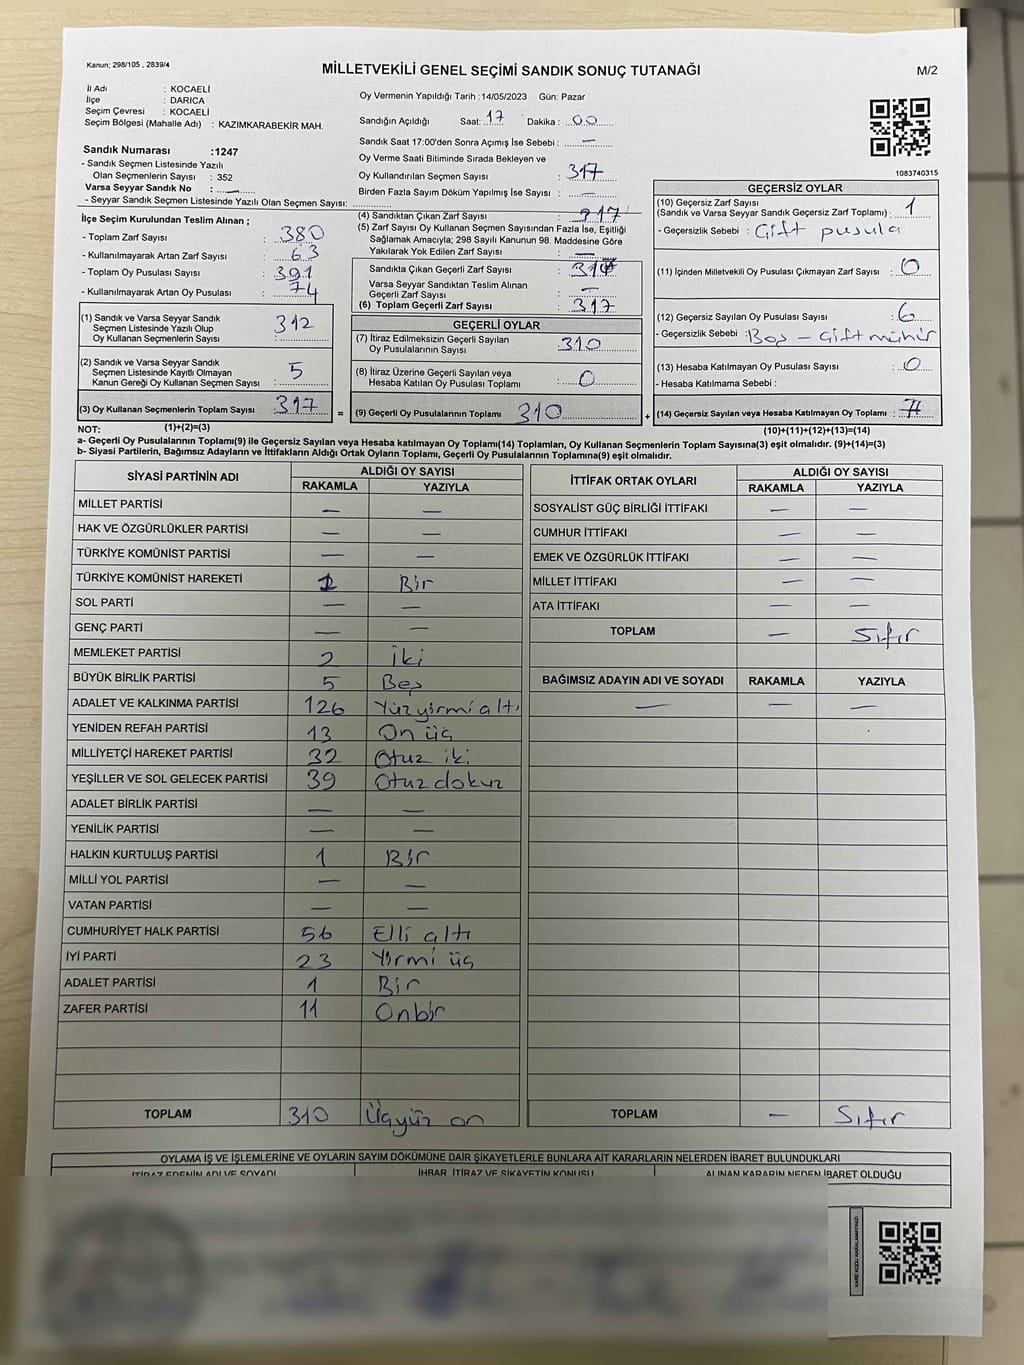 Kanun; 298/105 , 2839/4
MİLLETVEKİLİ GENEL SEÇİMİ SANDIK SONUÇ TUTANAĞI
M/2
İl Adı : KOCAELİ
İlçe : DARICA
Seçim Çevresi : KOCAELİ
Seçim Bölgesi (Mahalle Adı) : KAZIMKARABEKİR MAH.
Sandık Numarası :1247
- Sandık Seçmen Listesinde Yazılı
Olan Seçmenlerin Sayısı : 352
Varsa Seyyar Sandık No : —
- Seyyar Sandık Seçmen Listesinde Yazılı Olan Seçmen Sayısı:
Oy Vermenin Yapıldığı Tarih :14/05/2023 Gün: Pazar
Sandığın Açıldığı Saat: 17 Dakika : 00
Sandık Saat 17:00'den Sonra Açımış İse Sebebi : —
Oy Verme Saati Bitiminde Sırada Bekleyen ve
Oy Kullandırılan Seçmen Sayısı : 317
Birden Fazla Sayım Döküm Yapılmış İse Sayısı : —
1083740315
İlçe Seçim Kurulundan Teslim Alınan ;
- Toplam Zarf Sayısı : 380
- Kullanılmayarak Artan Zarf Sayısı : 63
- Toplam Oy Pusulası Sayısı : 391
- Kullanılmayarak Artan Oy Pusulası : 74
(1) Sandık ve Varsa Seyyar Sandık
Seçmen Listesinde Yazılı Olup
Oy Kullanan Seçmenlerin Sayısı : 312
(2) Sandık ve Varsa Seyyar Sandık
Seçmen Listesinde Kayıtlı Olmayan
Kanun Gereği Oy Kullanan Seçmen Sayısı : 5
(3) Oy Kullanan Seçmenlerin Toplam Sayısı : 317
(4) Sandıktan Çıkan Zarf Sayısı : 317
(5) Zarf Sayısı Oy Kullanan Seçmen Sayısından Fazla İse, Eşitliği
Sağlamak Amacıyla; 298 Sayılı Kanunun 98. Maddesine Göre
Yakılarak Yok Edilen Zarf Sayısı : —
Sandıkta Çıkan Geçerli Zarf Sayısı :
Varsa Seyyar Sandıktan Teslim Alınan
Geçerli Zarf Sayısı : —
(6) Toplam Geçerli Zarf Sayısı : 317
GEÇERLİ OYLAR
(7) İtiraz Edilmeksizin Geçerli Sayılan
Oy Pusulalarının Sayısı : 310
(8) İtiraz Üzerine Geçerli Sayılan veya
Hesaba Katılan Oy Pusulası Toplamı : 0
= (9) Geçerli Oy Pusulalarının Toplamı 310
GEÇERSİZ OYLAR
(10) Geçersiz Zarf Sayısı
(Sandık ve Varsa Seyyar Sandık Geçersiz Zarf Toplamı) : 1
- Geçersizlik Sebebi : Çift pusula
(11) İçinden Milletvekili Oy Pusulası Çıkmayan Zarf Sayısı : 0
(12) Geçersiz Sayılan Oy Pusulası Sayısı : 6
- Geçersizlik Sebebi : Boş – Çift mühür
(13) Hesaba Katılmayan Oy Pusulası Sayısı : 0
- Hesaba Katılmama Sebebi :
+ (14) Geçersiz Sayılan veya Hesaba Katılmayan Oy Toplamı : 7
NOT: (1)+(2)=(3)
(10)+(11)+(12)+(13)=(14)
a- Geçerli Oy Pusulalarının Toplamı(9) ile Geçersiz Sayılan veya Hesaba katılmayan Oy Toplamı(14) Toplamları, Oy Kullanan Seçmenlerin Toplam Sayısına(3) eşit olmalıdır. (9)+(14)=(3)
b- Siyasi Partilerin, Bağımsız Adayların ve İttifakların Aldığı Ortak Oyların Toplamı, Geçerli Oy Pusulalarının Toplamına(9) eşit olmalıdır.
SİYASİ PARTİNİN ADI ALDIĞI OY SAYISI
RAKAMLA YAZIYLA
MİLLET PARTİSİ — —
HAK VE ÖZGÜRLÜKLER PARTİSİ — —
TÜRKİYE KOMÜNİST PARTİSİ — —
TÜRKİYE KOMÜNİST HAREKETİ 1 Bir
SOL PARTİ — —
GENÇ PARTİ — —
MEMLEKET PARTİSİ 2 İki
BÜYÜK BİRLİK PARTİSİ 5 Beş
ADALET VE KALKINMA PARTİSİ 126 Yüzyirmialtı
YENİDEN REFAH PARTİSİ 13 On üç
MİLLİYETÇİ HAREKET PARTİSİ 32 Otuz iki
YEŞİLLER VE SOL GELECEK PARTİSİ 39 Otuz dokuz
ADALET BİRLİK PARTİSİ — —
YENİLİK PARTİSİ — —
HALKIN KURTULUŞ PARTİSİ 1 Bir
MİLLİ YOL PARTİSİ — —
VATAN PARTİSİ — —
CUMHURİYET HALK PARTİSİ 56 Elli altı
İYİ PARTİ 23 Yirmi üç
ADALET PARTİSİ 1 Bir
ZAFER PARTİSİ 11 Onbir
TOPLAM 310 Üçyüz on
İTTİFAK ORTAK OYLARI ALDIĞI OY SAYISI
RAKAMLA YAZIYLA
SOSYALİST GÜÇ BİRLİĞİ İTTİFAKI — —
CUMHUR İTTİFAKI — —
EMEK VE ÖZGÜRLÜK İTTİFAKI — —
MİLLET İTTİFAKI — —
ATA İTTİFAKI — —
TOPLAM — Sıfır
BAĞIMSIZ ADAYIN ADI VE SOYADI RAKAMLA YAZIYLA
— — —
TOPLAM — Sıfır
OYLAMA İŞ VE İŞLEMLERİNE VE OYLARIN SAYIM DÖKÜMÜNE DAİR ŞİKAYETLERLE BUNLARA AİT KARARLARIN NELERDEN İBARET BULUNDUKLARI
İTİRAZ EDENİN ADI VE SOYADI İHBAR, İTİRAZ VE ŞİKAYETİN KONUSU ALINAN KARARIN NEDEN İBARET OLDUĞU